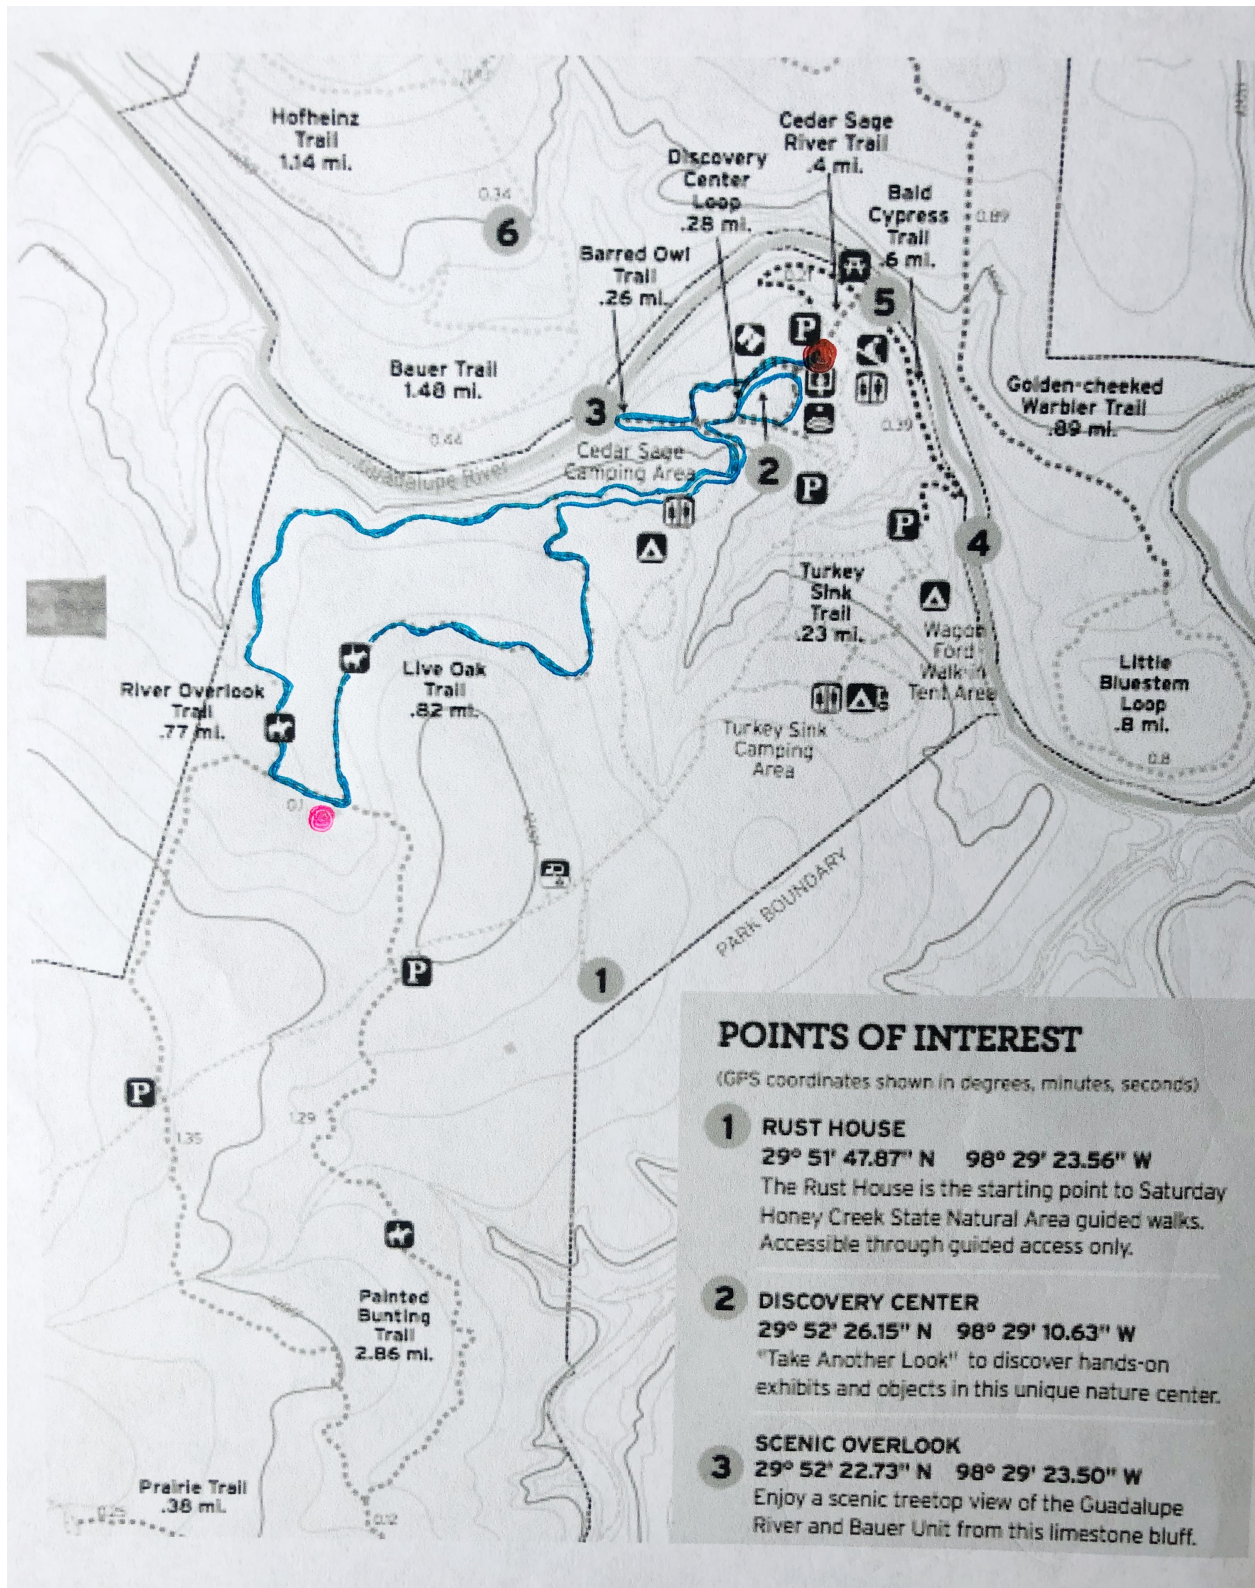 Hofheinz
Trail
1.14 mi.
0.34
6
Cedar Sage
River Trail
.4 mi.
Discovery
Center
Loop
.28 mi.
Bald
Cypress
Trail
.6 mi.
0.89
Barred Owl
Trail
.26 mi.
5
P
Bauer Trail
1.48 mi.
0.44
3
Golden-cheeked
Warbler Trail
.89 mi.
0.39
Guadalupe River
Cedar Sage
Camping Area
2
P
P
4
Turkey
Sink
Trail
.23 mi.
Wagon
Ford
Walk-in
Tent Area
Little
Bluestem
Loop
.8 mi.
0.8
River Overlook
Trail
.77 mi.
Live Oak
Trail
.82 mi.
Turkey Sink
Camping
Area
0.1
PARK BOUNDARY
P
1
P
1.35
1.29
Painted
Bunting
Trail
2.86 mi.
Prairie Trail
.38 mi.
0.12
POINTS OF INTEREST
(GPS coordinates shown in degrees, minutes, seconds)
1 RUST HOUSE
29° 51' 47.87" N 98° 29' 23.56" W
The Rust House is the starting point to Saturday
Honey Creek State Natural Area guided walks.
Accessible through guided access only.
2 DISCOVERY CENTER
29° 52' 26.15" N 98° 29' 10.63" W
"Take Another Look" to discover hands-on
exhibits and objects in this unique nature center.
3 SCENIC OVERLOOK
29° 52' 22.73" N 98° 29' 23.50" W
Enjoy a scenic treetop view of the Guadalupe
River and Bauer Unit from this limestone bluff.